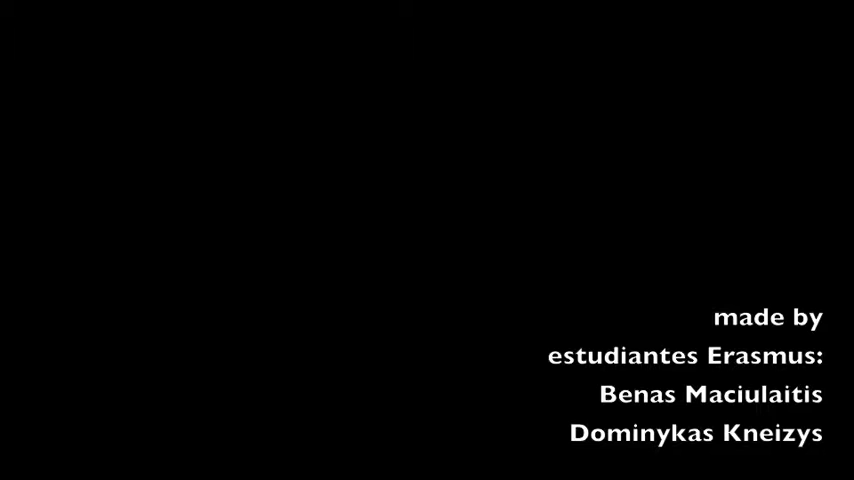 made by
estudiantes Erasmus:
Benas Maciulaitis
Dominykas Kneizys